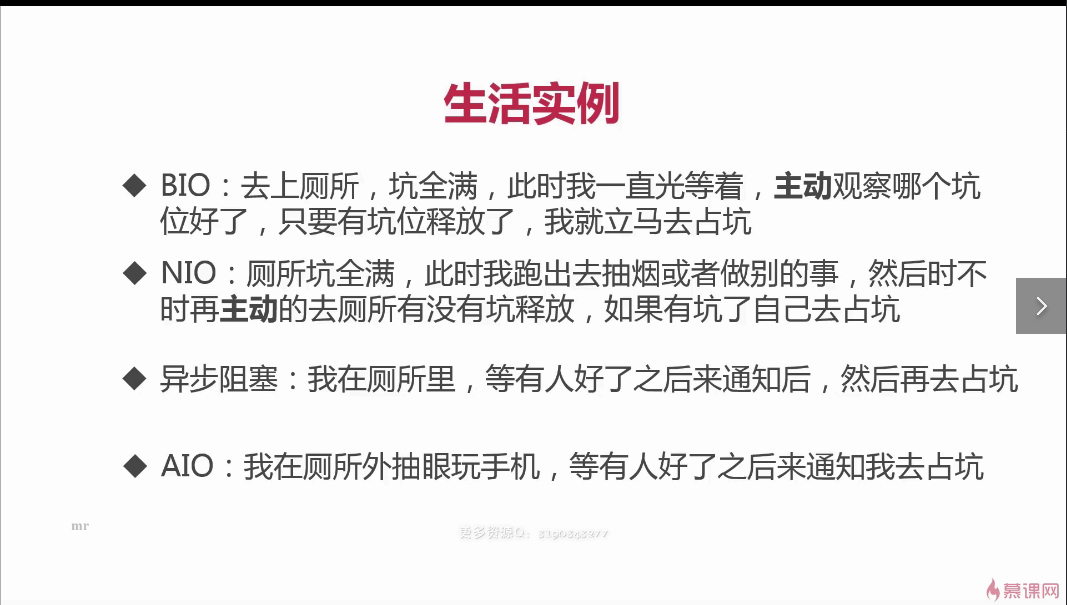 生活实例
◆ BIO：去上厕所，坑全满，此时我一直光等着，主动观察哪个坑
位好了，只要有坑位释放了，我就立马去占坑
◆ NIO：厕所坑全满，此时我跑出去抽烟或者做别的事，然后时不
时再主动的去厕所有没有坑释放，如果有坑了自己去占坑
◆ 异步阻塞：我在厕所里，等有人好了之后来通知后，然后再去占坑
◆ AIO：我在厕所外抽眼玩手机，等有人好了之后来通知我去占坑
mr
更多资源Q：
慕课网